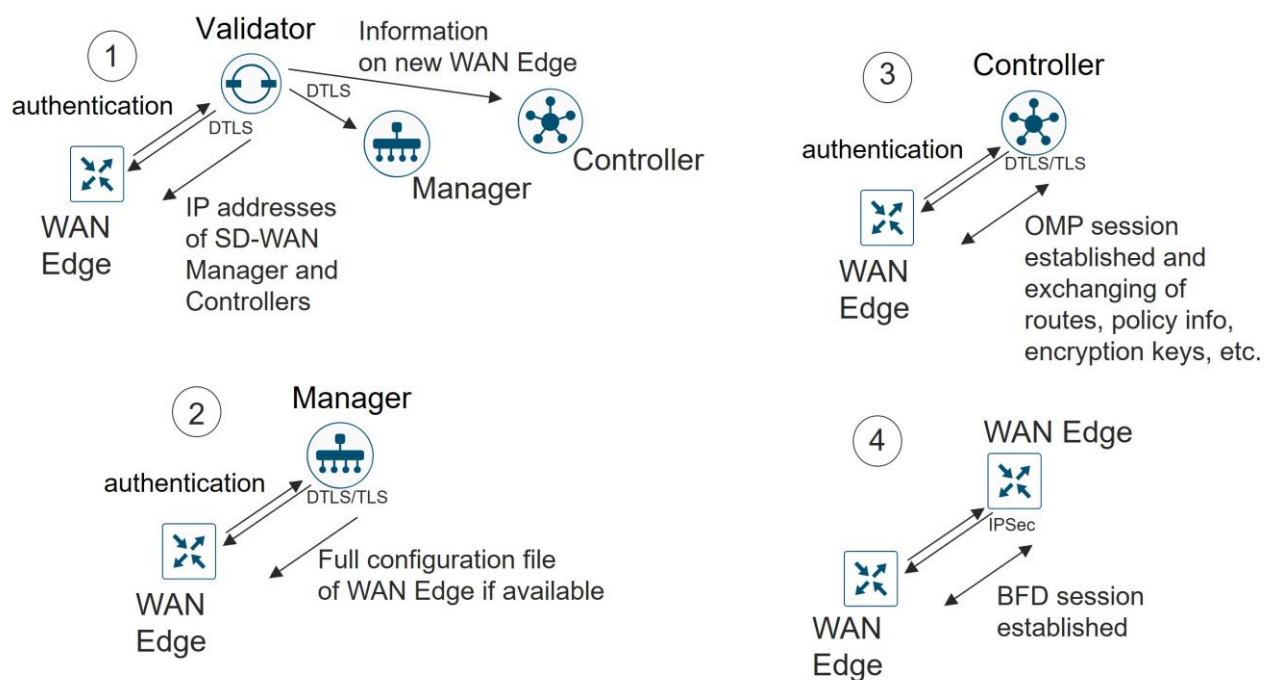 1
Validator
Information
on new WAN Edge
authentication
DTLS
DTLS
WAN
Edge
Manager
Controller
IP addresses
of SD-WAN
Manager and
Controllers
2
Manager
authentication
DTLS/TLS
WAN
Edge
Full configuration file
of WAN Edge if available
3
Controller
authentication
DTLS/TLS
WAN
Edge
OMP session
established and
exchanging of
routes, policy info,
encryption keys, etc.
4
WAN Edge
IPSec
WAN
Edge
BFD session
established